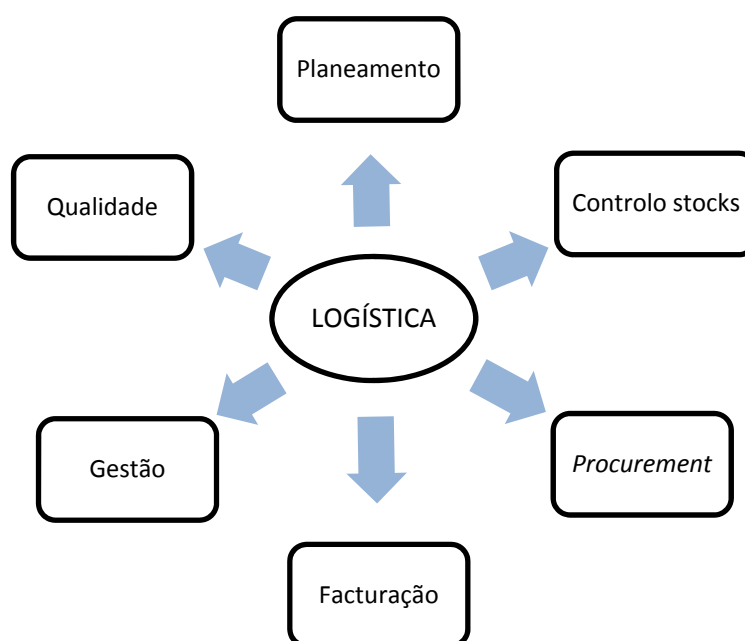 Planeamento
Qualidade
Controlo stocks
LOGÍSTICA
Gestão
Procurement
Facturação